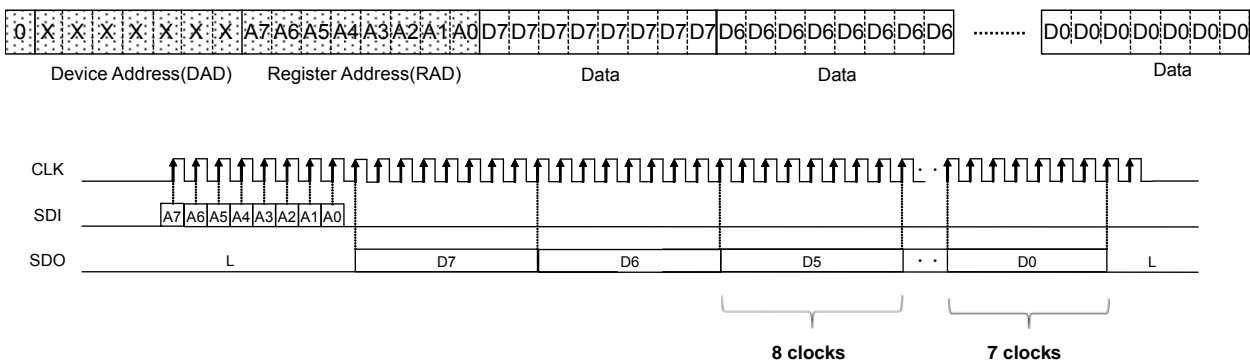 0 X X X X X X X A7 A6 A5 A4 A3 A2 A1 A0 D7 D7 D7 D7 D7 D7 D7 D7 D6 D6 D6 D6 D6 D6 D6 D6 ·········· D0 D0 D0 D0 D0 D0 D0
Device Address(DAD) Register Address(RAD) Data Data Data
CLK · ·
SDI A7 A6 A5 A4 A3 A2 A1 A0
SDO L D7 D6 D5 · · D0 L
8 clocks 7 clocks